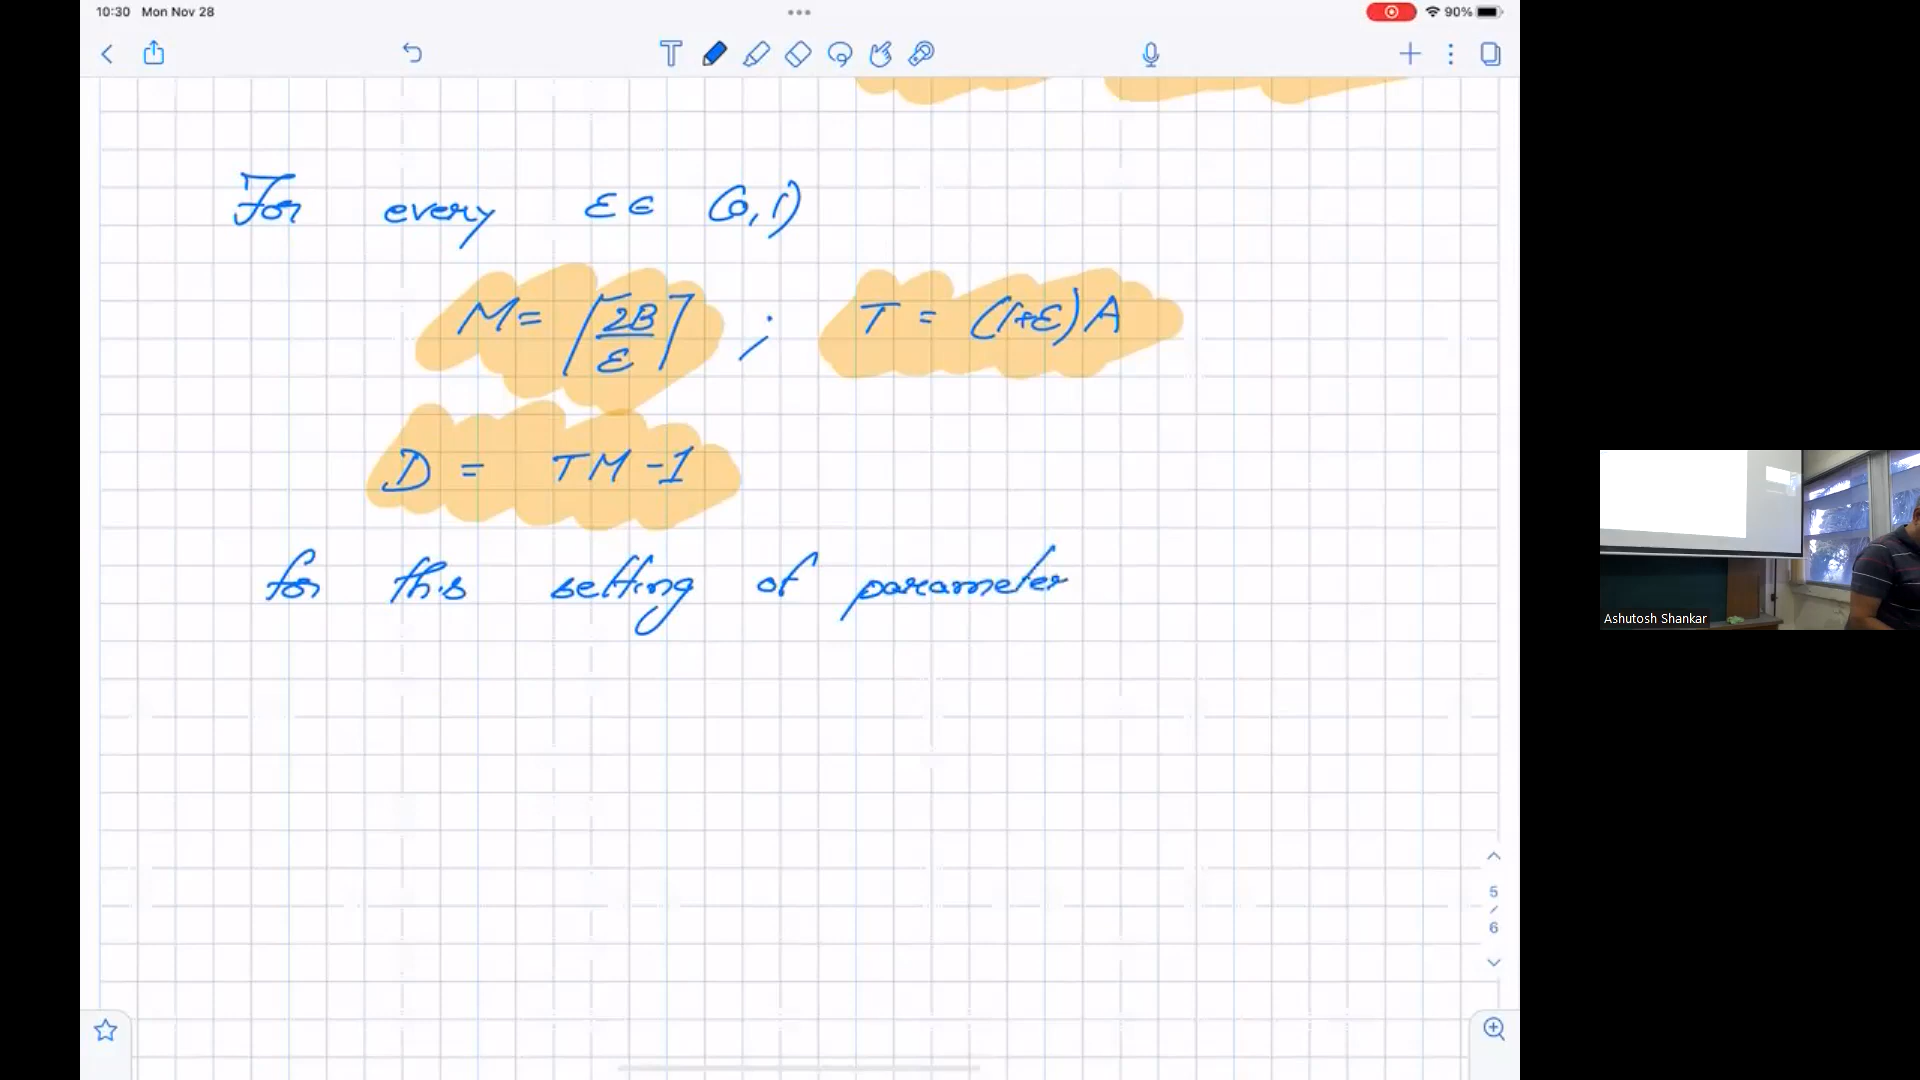 10:30 Mon Nov 28
90%
For every ε ∈ (0,1)
M = ⌈2B/ε⌉ ; T = (1+ε)A
D = TM - 1
for this setting of parameter
Ashutosh Shankar
5
/
6